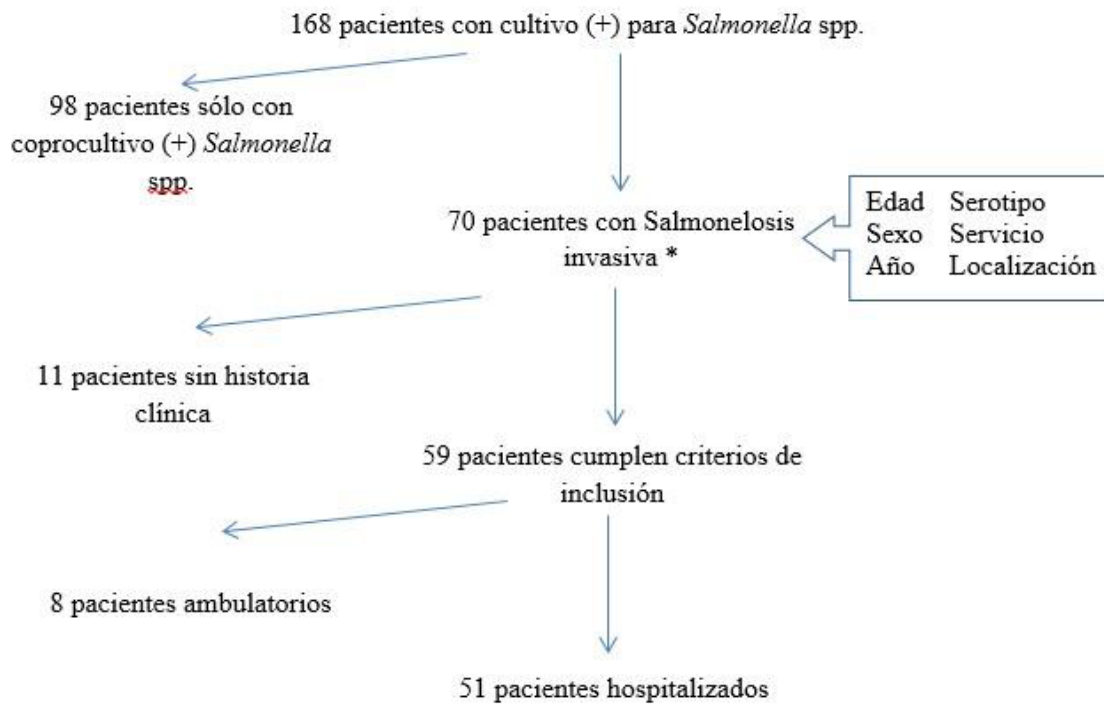 168 pacientes con cultivo (+) para Salmonella spp.
98 pacientes sólo con
coprocultivo (+) Salmonella
spp.
70 pacientes con Salmonelosis
invasiva *
Edad Serotipo
Sexo Servicio
Año Localización
11 pacientes sin historia
clínica
59 pacientes cumplen criterios de
inclusión
8 pacientes ambulatorios
51 pacientes hospitalizados